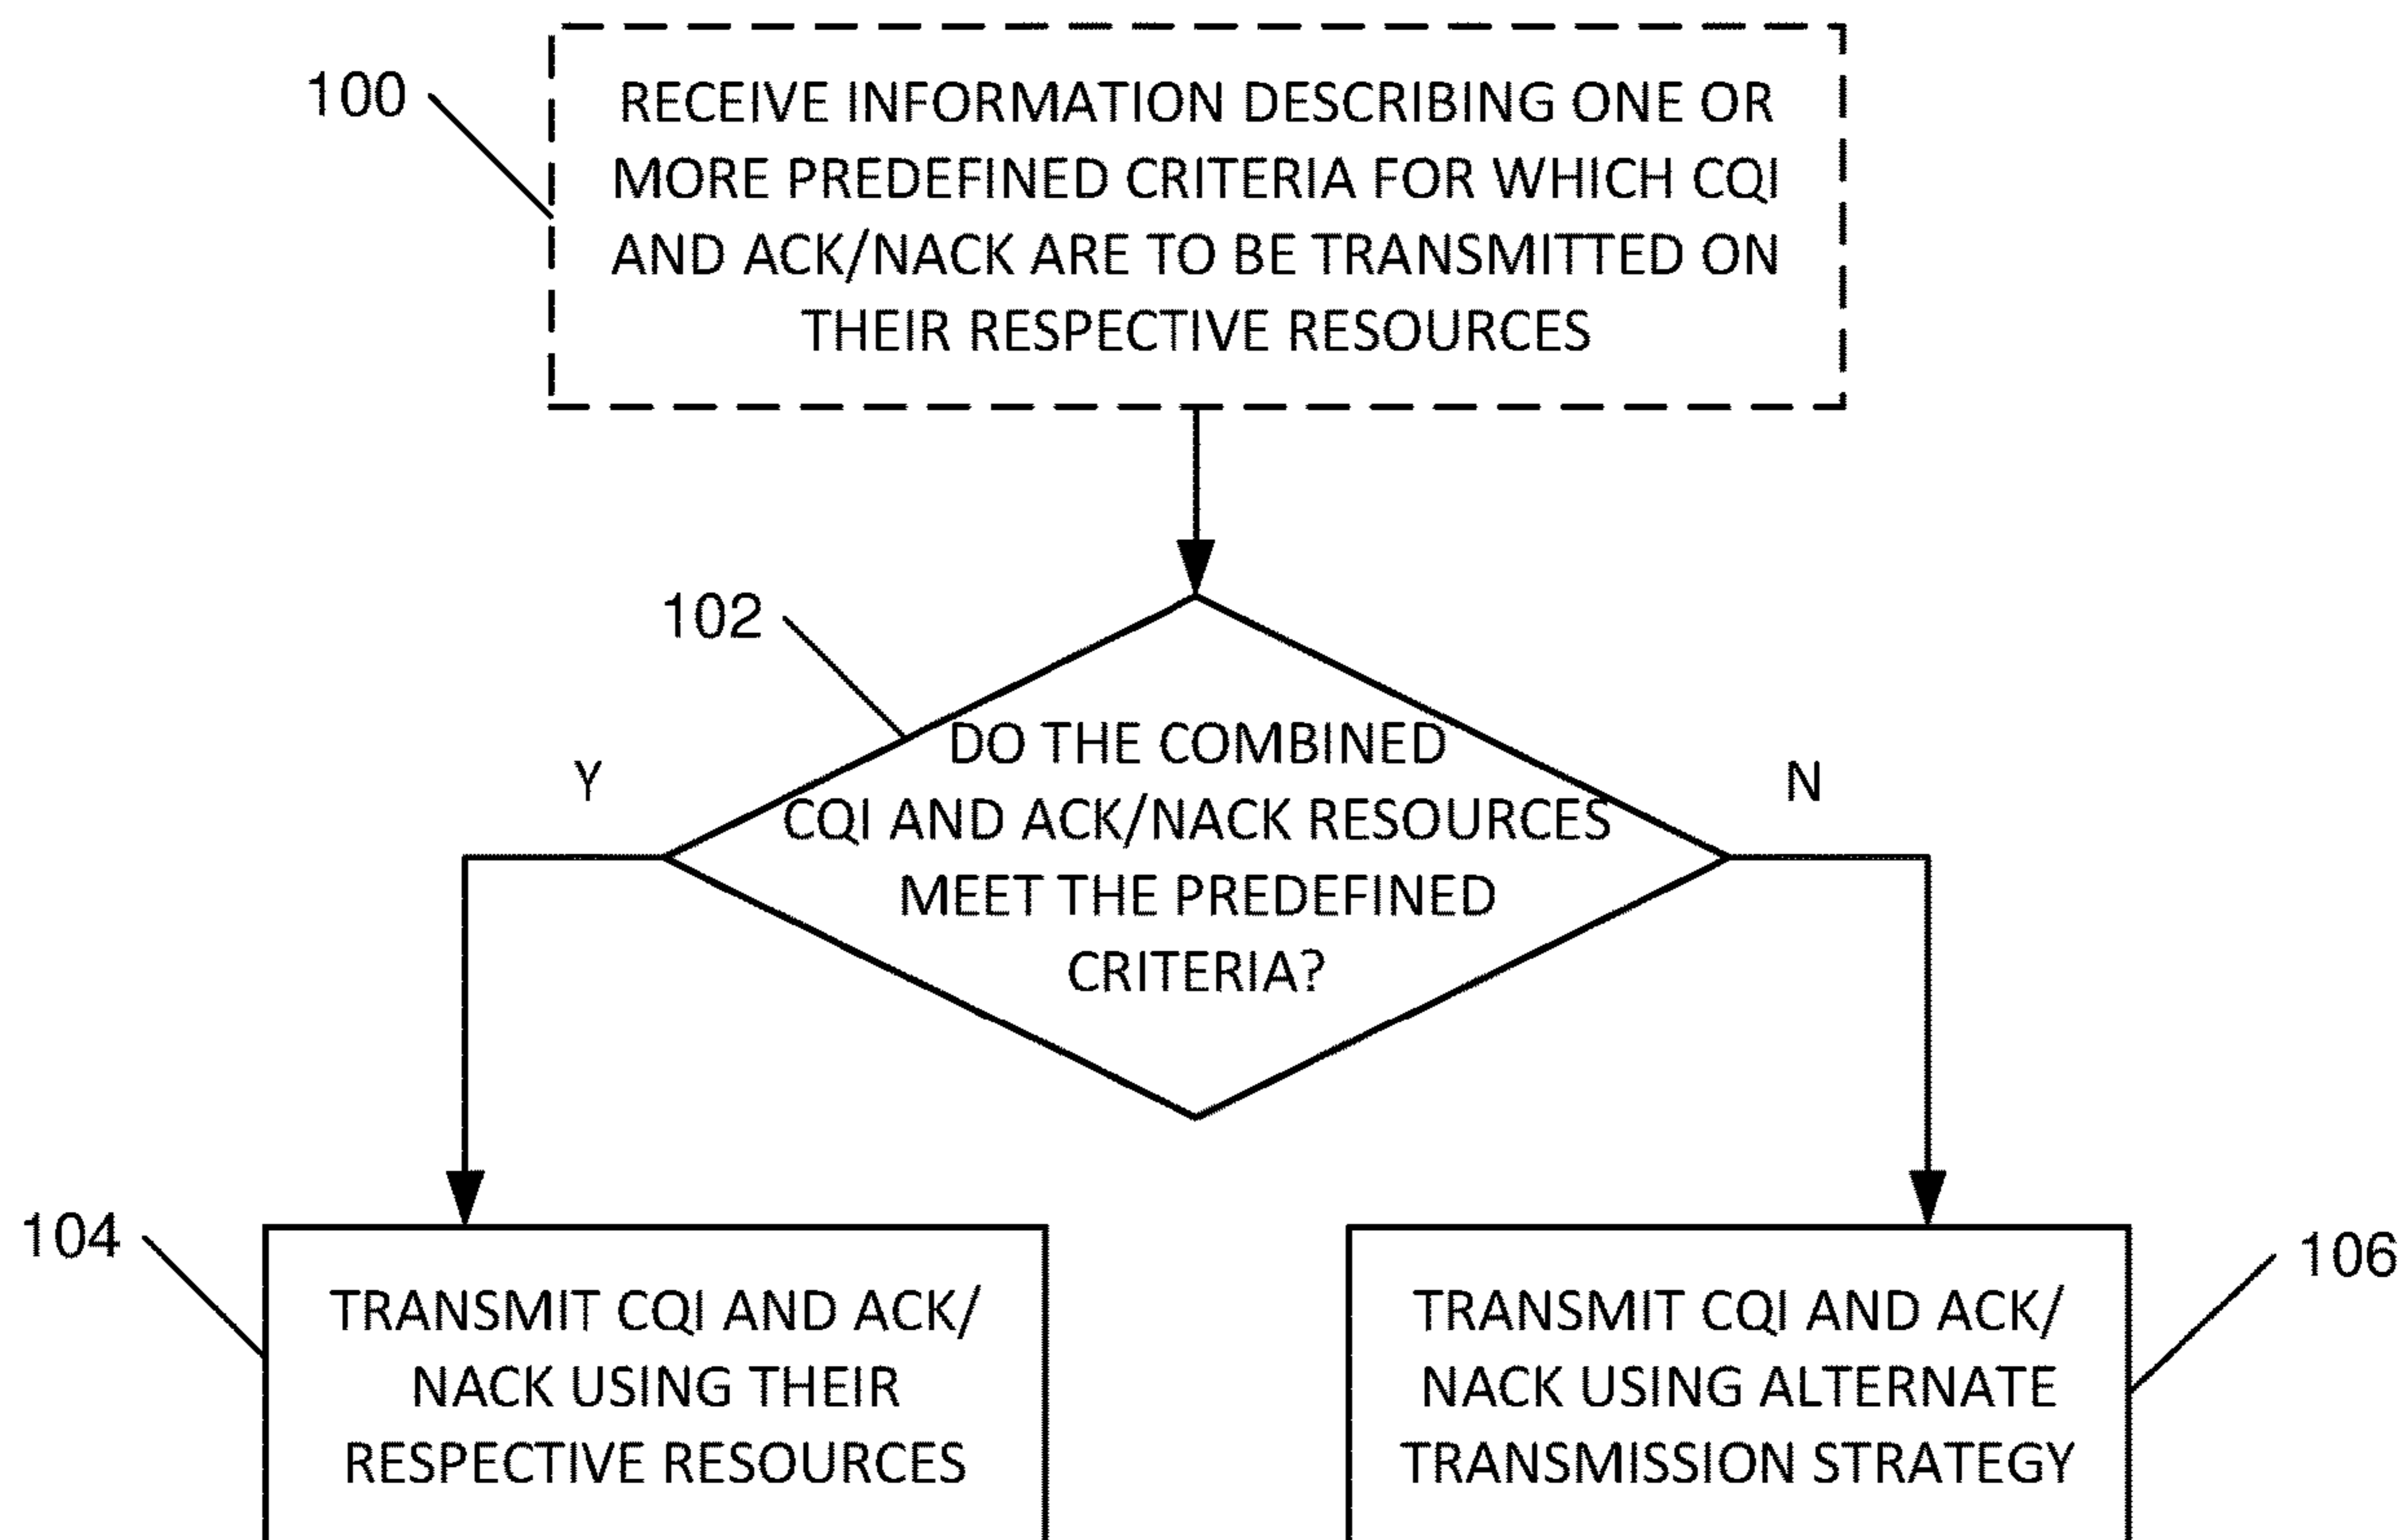 100
RECEIVE INFORMATION DESCRIBING ONE OR
MORE PREDEFINED CRITERIA FOR WHICH CQI
AND ACK/NACK ARE TO BE TRANSMITTED ON
THEIR RESPECTIVE RESOURCES
102
DO THE COMBINED
CQI AND ACK/NACK RESOURCES
MEET THE PREDEFINED
CRITERIA?
Y
N
104
TRANSMIT CQI AND ACK/
NACK USING THEIR
RESPECTIVE RESOURCES
TRANSMIT CQI AND ACK/
NACK USING ALTERNATE
TRANSMISSION STRATEGY
106